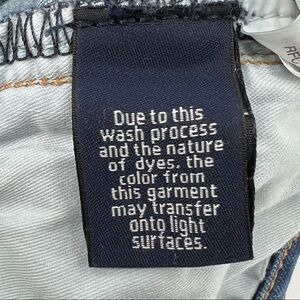 Due to this
wash process
and the nature
of dyes. the
color from
this garment
may transfer
onto light
surfaces.